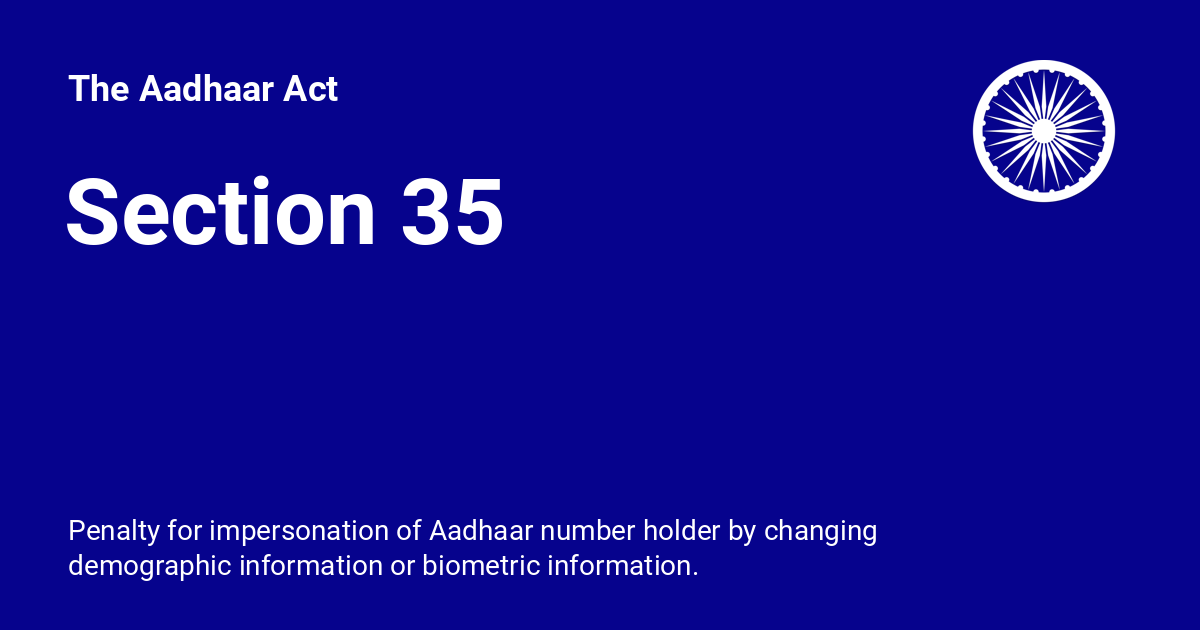 The Aadhaar Act
Section 35
Penalty for impersonation of Aadhaar number holder by changing
demographic information or biometric information.